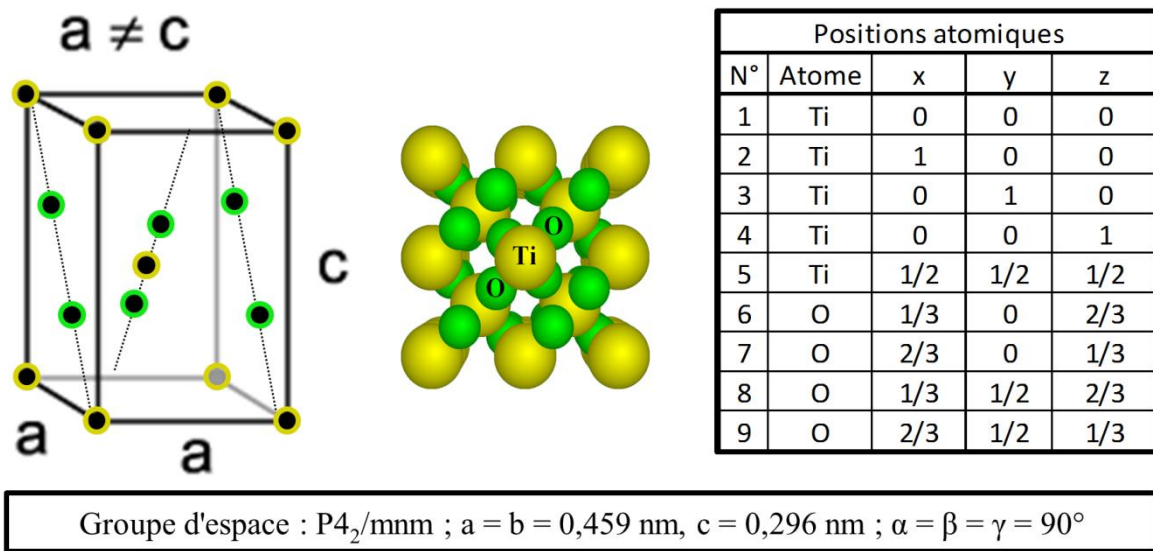 a ≠ c
c
a
a
O
Ti
O
Positions atomiques
N° Atome x y z
1 Ti 0 0 0
2 Ti 1 0 0
3 Ti 0 1 0
4 Ti 0 0 1
5 Ti 1/2 1/2 1/2
6 O 1/3 0 2/3
7 O 2/3 0 1/3
8 O 1/3 1/2 2/3
9 O 2/3 1/2 1/3
Groupe d'espace : P4₂/mnm ; a = b = 0,459 nm, c = 0,296 nm ; α = β = γ = 90°